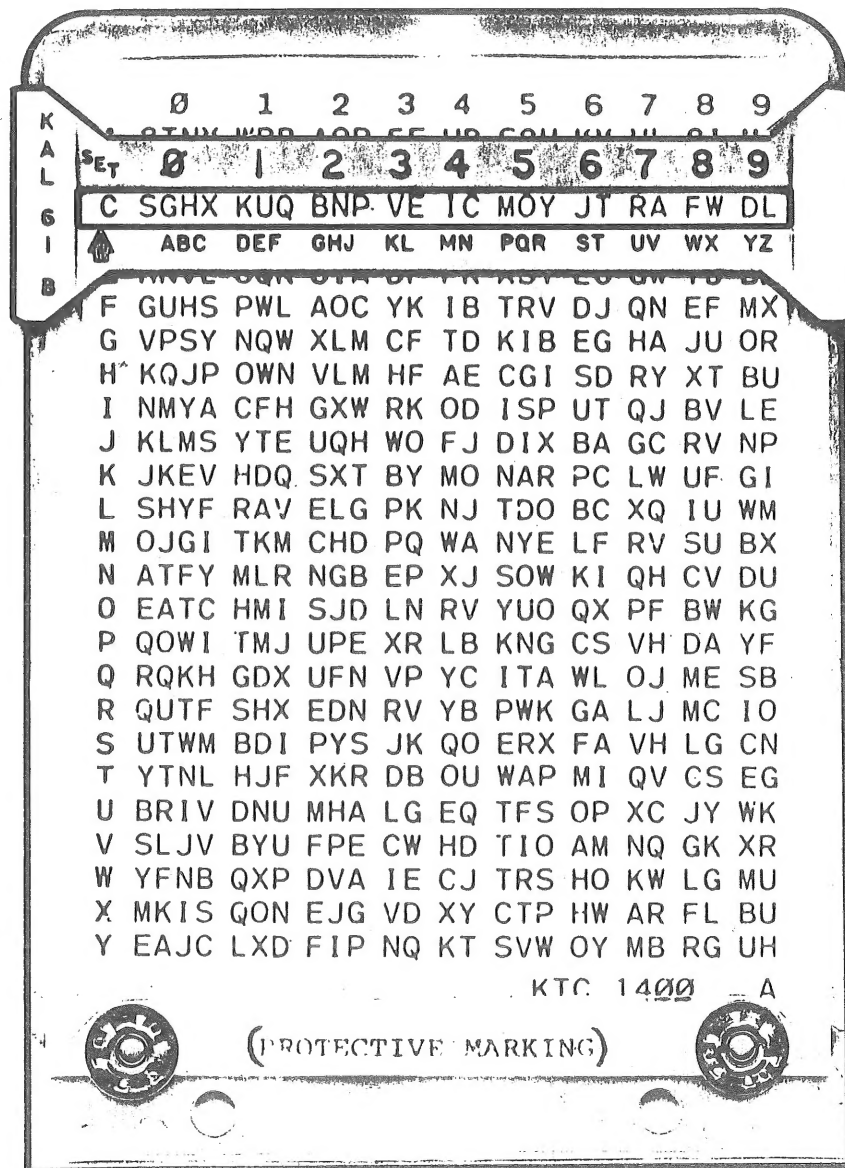 Ø 1 2 3 4 5 6 7 8 9
KAL 61 B
SET Ø 1 2 3 4 5 6 7 8 9
C SGHX KUQ BNP VE IC MOY JT RA FW DL
ABC DEF GHJ KL MN PQR ST UV WX YZ
F GUHS PWL AOC YK IB TRV DJ QN EF MX
G VPSY NQW XLM CF TD KIB EG HA JU OR
H KQJP OWN VLM HF AE CGI SD RY XT BU
I NMYA CFH GXW RK OD ISP UT QJ BV LE
J KLMS YTE UQH WO FJ DIX BA GC RV NP
K JKEV HDQ SXT BY MO NAR PC LW UF GI
L SHYF RAV ELG PK NJ TDO BC XQ IU WM
M OJGI TKM CHD PQ WA NYE LF RV SU BX
N ATFY MLR NGB EP XJ SOW KI QH CV DU
O EATC HMI SJD LN RV YUO QX PF BW KG
P QOWI TMJ UPE XR LB KNG CS VH DA YF
Q RQKH GDX UFN VP YC ITA WL OJ ME SB
R QUTF SHX EDN RV YB PWK GA LJ MC IO
S UTWM BDI PYS JK QO ERX FA VH LG CN
T YTNL HJF XKR DB OU WAP MI QV CS EG
U BRIV DNU MHA LG EQ TFS OP XC JY WK
V SLJV BYU FPE CW HD TIO AM NQ GK XR
W YFNB QXP DVA IE CJ TRS HO KW LG MU
X MKIS QON EJG VD XY CTP HW AR FL BU
Y EAJC LXD FIP NQ KT SVW OY MB RG UH
KTC 14ØØ A
(PROTECTIVE MARKING)